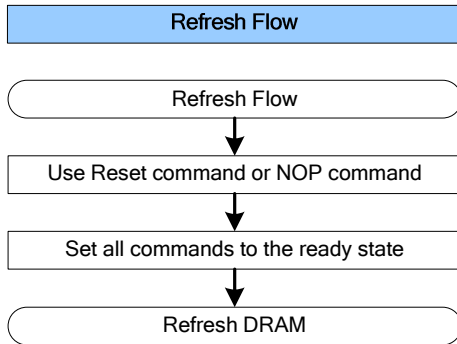 Refresh Flow
Refresh Flow
Use Reset command or NOP command
Set all commands to the ready state
Refresh DRAM